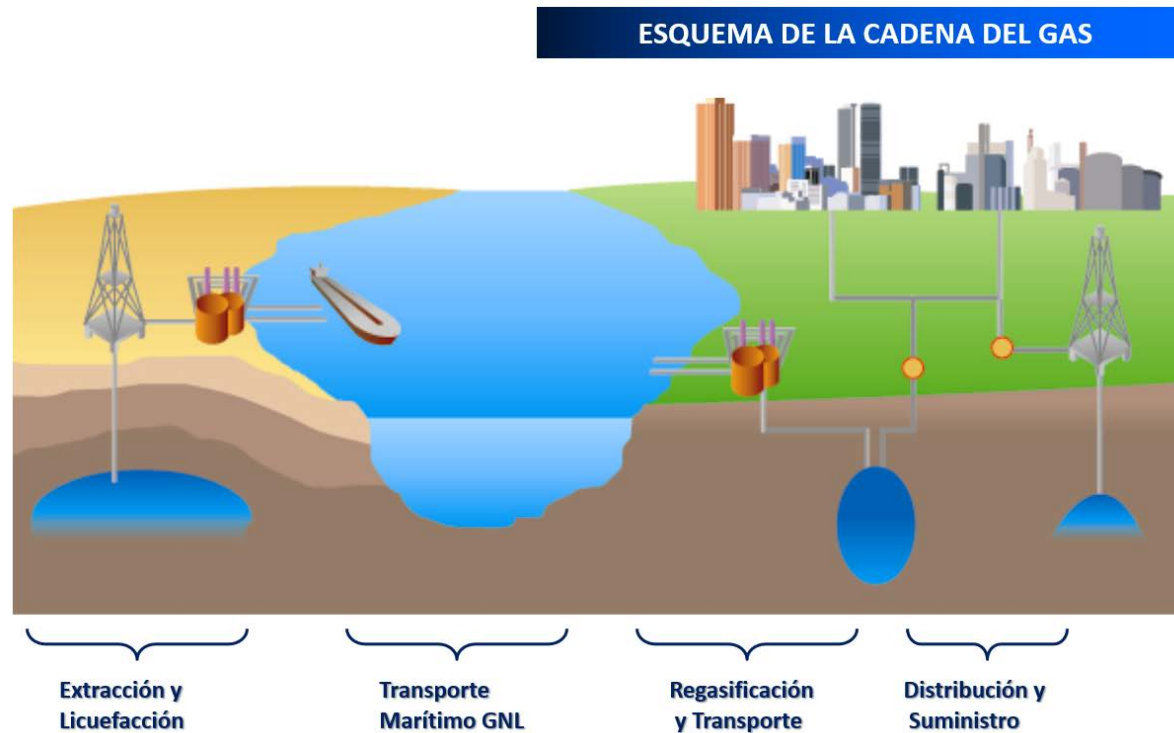 ESQUEMA DE LA CADENA DEL GAS
Extracción y
Licuefacción
Transporte
Marítimo GNL
Regasificación
y Transporte
Distribución y
Suministro